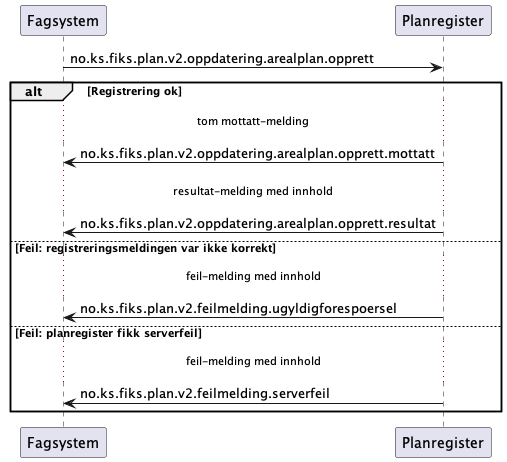 Fagsystem Planregister
no.ks.fiks.plan.v2.oppdatering.arealplan.opprett
alt [Registrering ok]
tom mottatt-melding
no.ks.fiks.plan.v2.oppdatering.arealplan.opprett.mottatt
resultat-melding med innhold
no.ks.fiks.plan.v2.oppdatering.arealplan.opprett.resultat
[Feil: registreringsmeldingen var ikke korrekt]
feil-melding med innhold
no.ks.fiks.plan.v2.feilmelding.ugyldigforespoersel
[Feil: planregister fikk serverfeil]
feil-melding med innhold
no.ks.fiks.plan.v2.feilmelding.serverfeil
Fagsystem Planregister